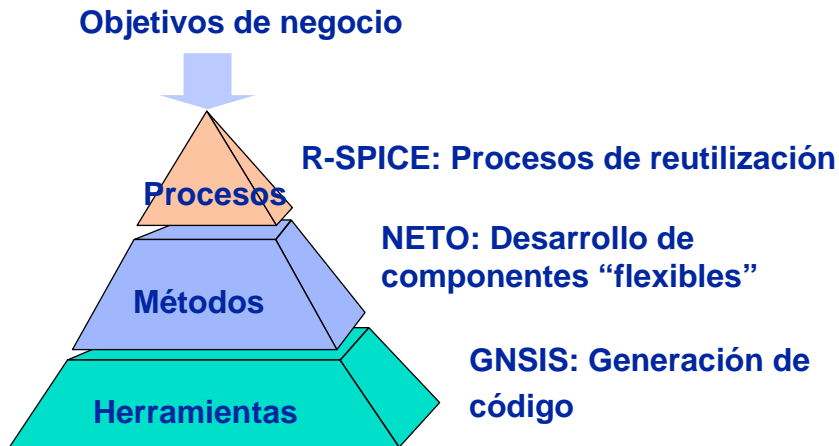 Objetivos de negocio
Procesos
R-SPICE: Procesos de reutilización
Métodos
NETO: Desarrollo de
componentes “flexibles”
Herramientas
GNSIS: Generación de
código